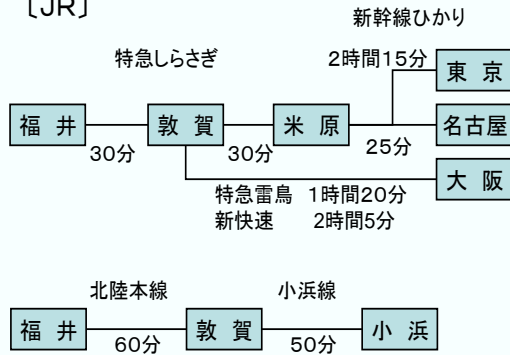 〔JR〕
新幹線ひかり
特急しらさぎ
2時間15分
東 京
福 井
敦 賀
米 原
名古屋
30分
30分
25分
大 阪
特急雷鳥 1時間20分
新快速 2時間5分
北陸本線
小浜線
福 井
敦 賀
小 浜
60分
50分